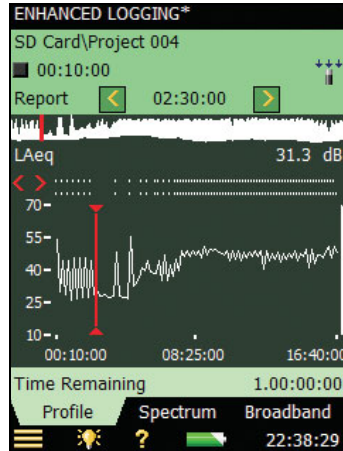 ENHANCED LOGGING*
SD Card\Project 004
00:10:00
Report < 02:30:00 >
LAeq 31.3 dB
< >
70
55
40
25
10
00:10:00 08:25:00 16:40:00
Time Remaining 1.00:00:00
Profile Spectrum Broadband
? 22:38:29